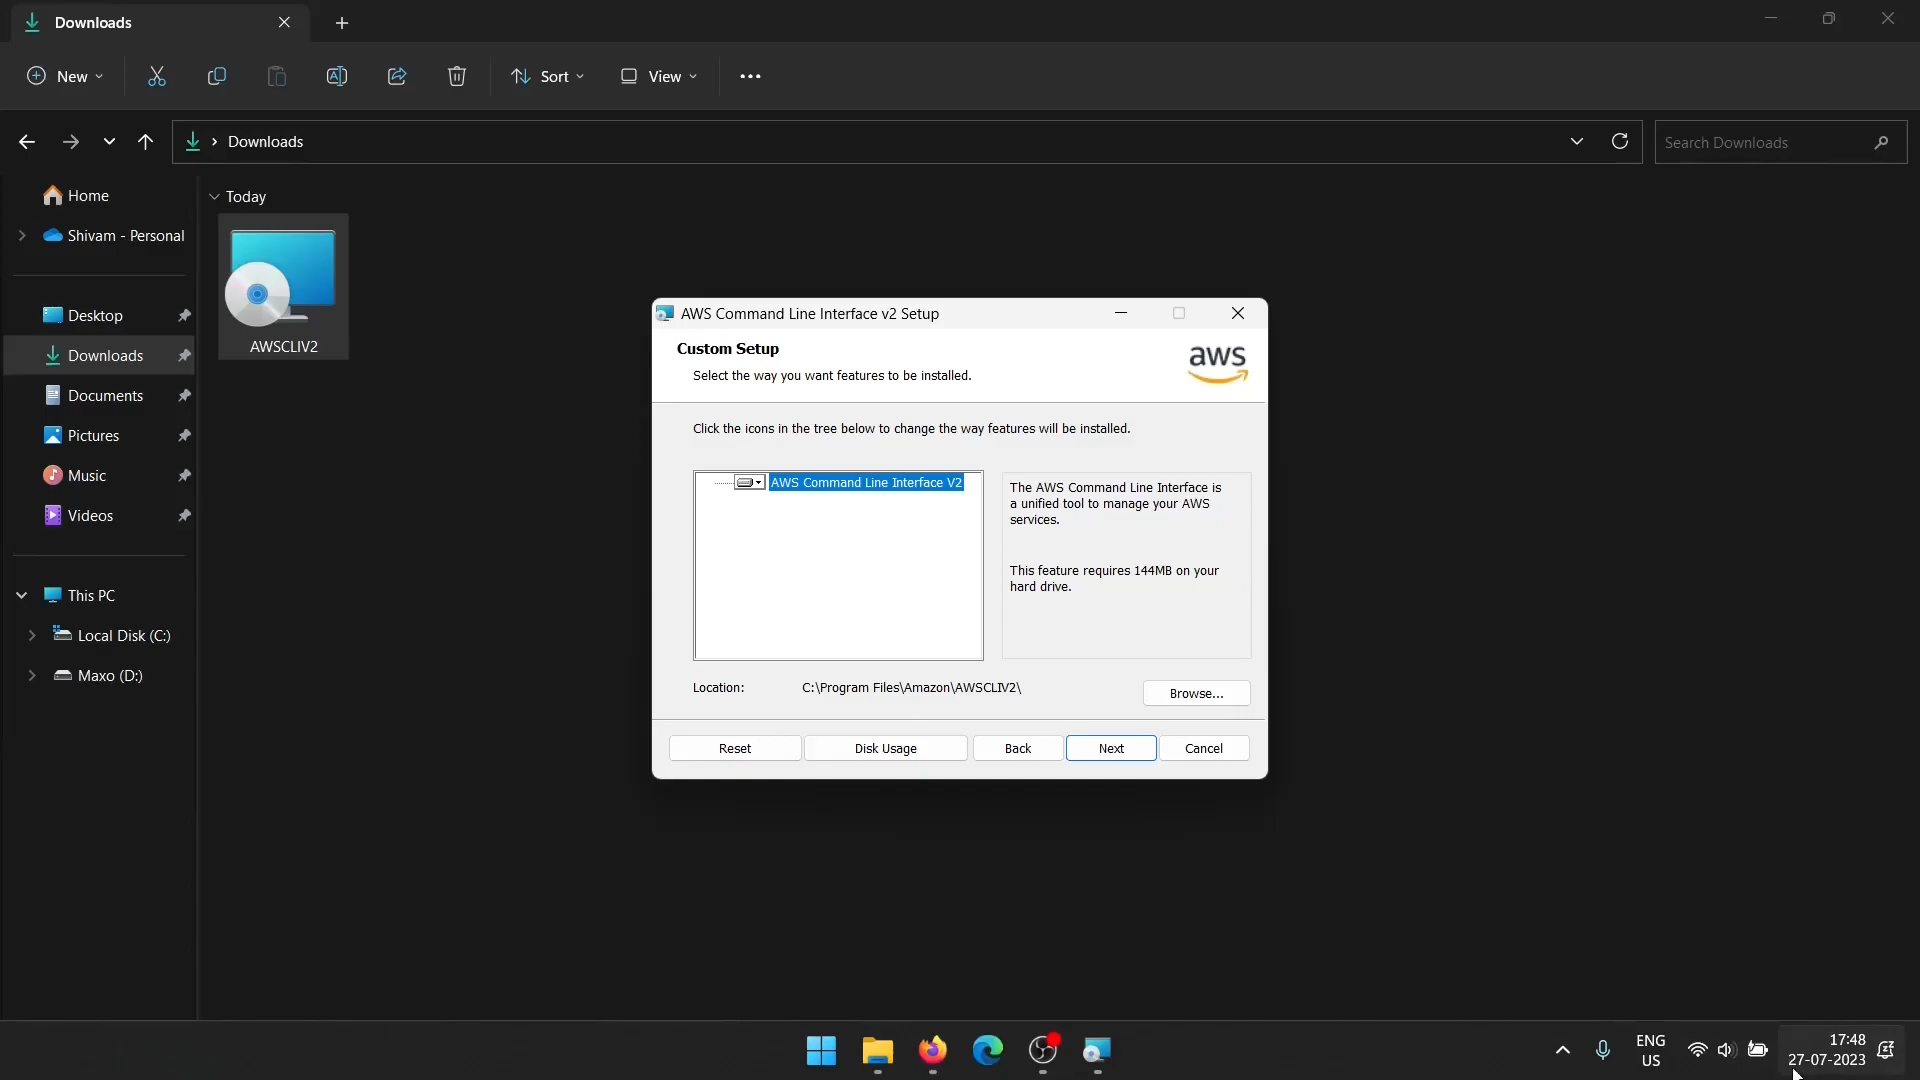 Downloads
New
Sort
View
Downloads
Search Downloads
Home
Shivam - Personal
Desktop
Downloads
Documents
Pictures
Music
Videos
This PC
Local Disk (C:)
Maxo (D:)
Today
AWSCLIV2
AWS Command Line Interface v2 Setup
Custom Setup
Select the way you want features to be installed.
aws
Click the icons in the tree below to change the way features will be installed.
AWS Command Line Interface V2
The AWS Command Line Interface is
a unified tool to manage your AWS
services.
This feature requires 144MB on your
hard drive.
Location:
C:\Program Files\Amazon\AWSCLIV2\
Browse...
Reset
Disk Usage
Back
Next
Cancel
ENG
US
17:48
27-07-2023